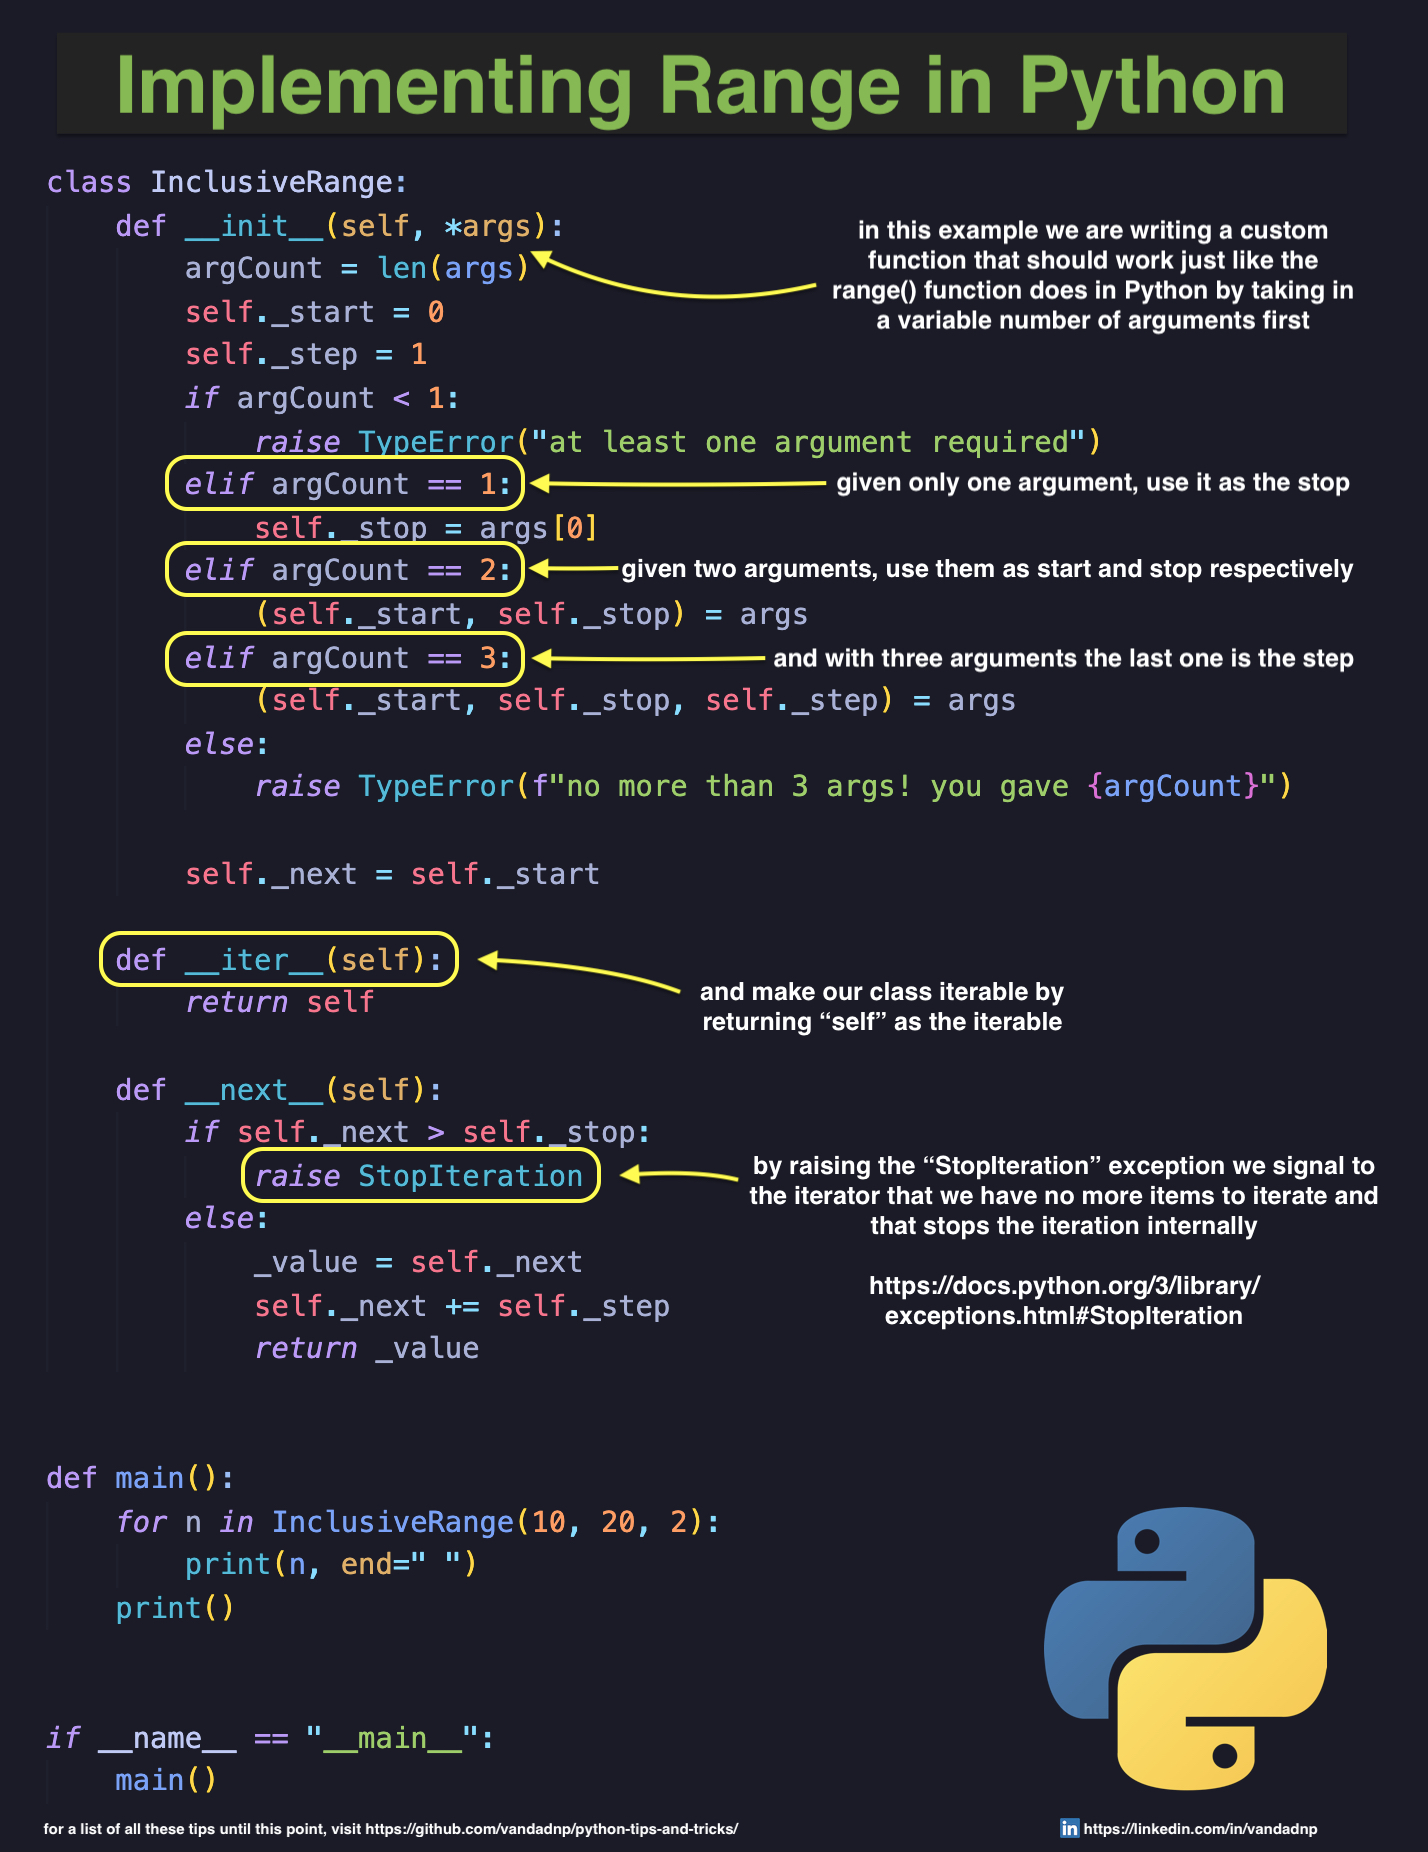 Implementing Range in Python
class InclusiveRange:
def __init__(self, *args):
argCount = len(args)
self._start = 0
self._step = 1
if argCount < 1:
raise TypeError("at least one argument required")
elif argCount == 1:
self._stop = args[0]
elif argCount == 2:
(self._start, self._stop) = args
elif argCount == 3:
(self._start, self._stop, self._step) = args
else:
raise TypeError(f"no more than 3 args! you gave {argCount}")
self._next = self._start
def __iter__(self):
return self
def __next__(self):
if self._next > self._stop:
raise StopIteration
else:
_value = self._next
self._next += self._step
return _value
def main():
for n in InclusiveRange(10, 20, 2):
print(n, end=" ")
print()
if __name__ == "__main__":
main()
in this example we are writing a custom
function that should work just like the
range() function does in Python by taking in
a variable number of arguments first
given only one argument, use it as the stop
given two arguments, use them as start and stop respectively
and with three arguments the last one is the step
and make our class iterable by
returning “self” as the iterable
by raising the “StopIteration” exception we signal to
the iterator that we have no more items to iterate and
that stops the iteration internally
https://docs.python.org/3/library/
exceptions.html#StopIteration
for a list of all these tips until this point, visit https://github.com/vandadnp/python-tips-and-tricks/
in https://linkedin.com/in/vandadnp